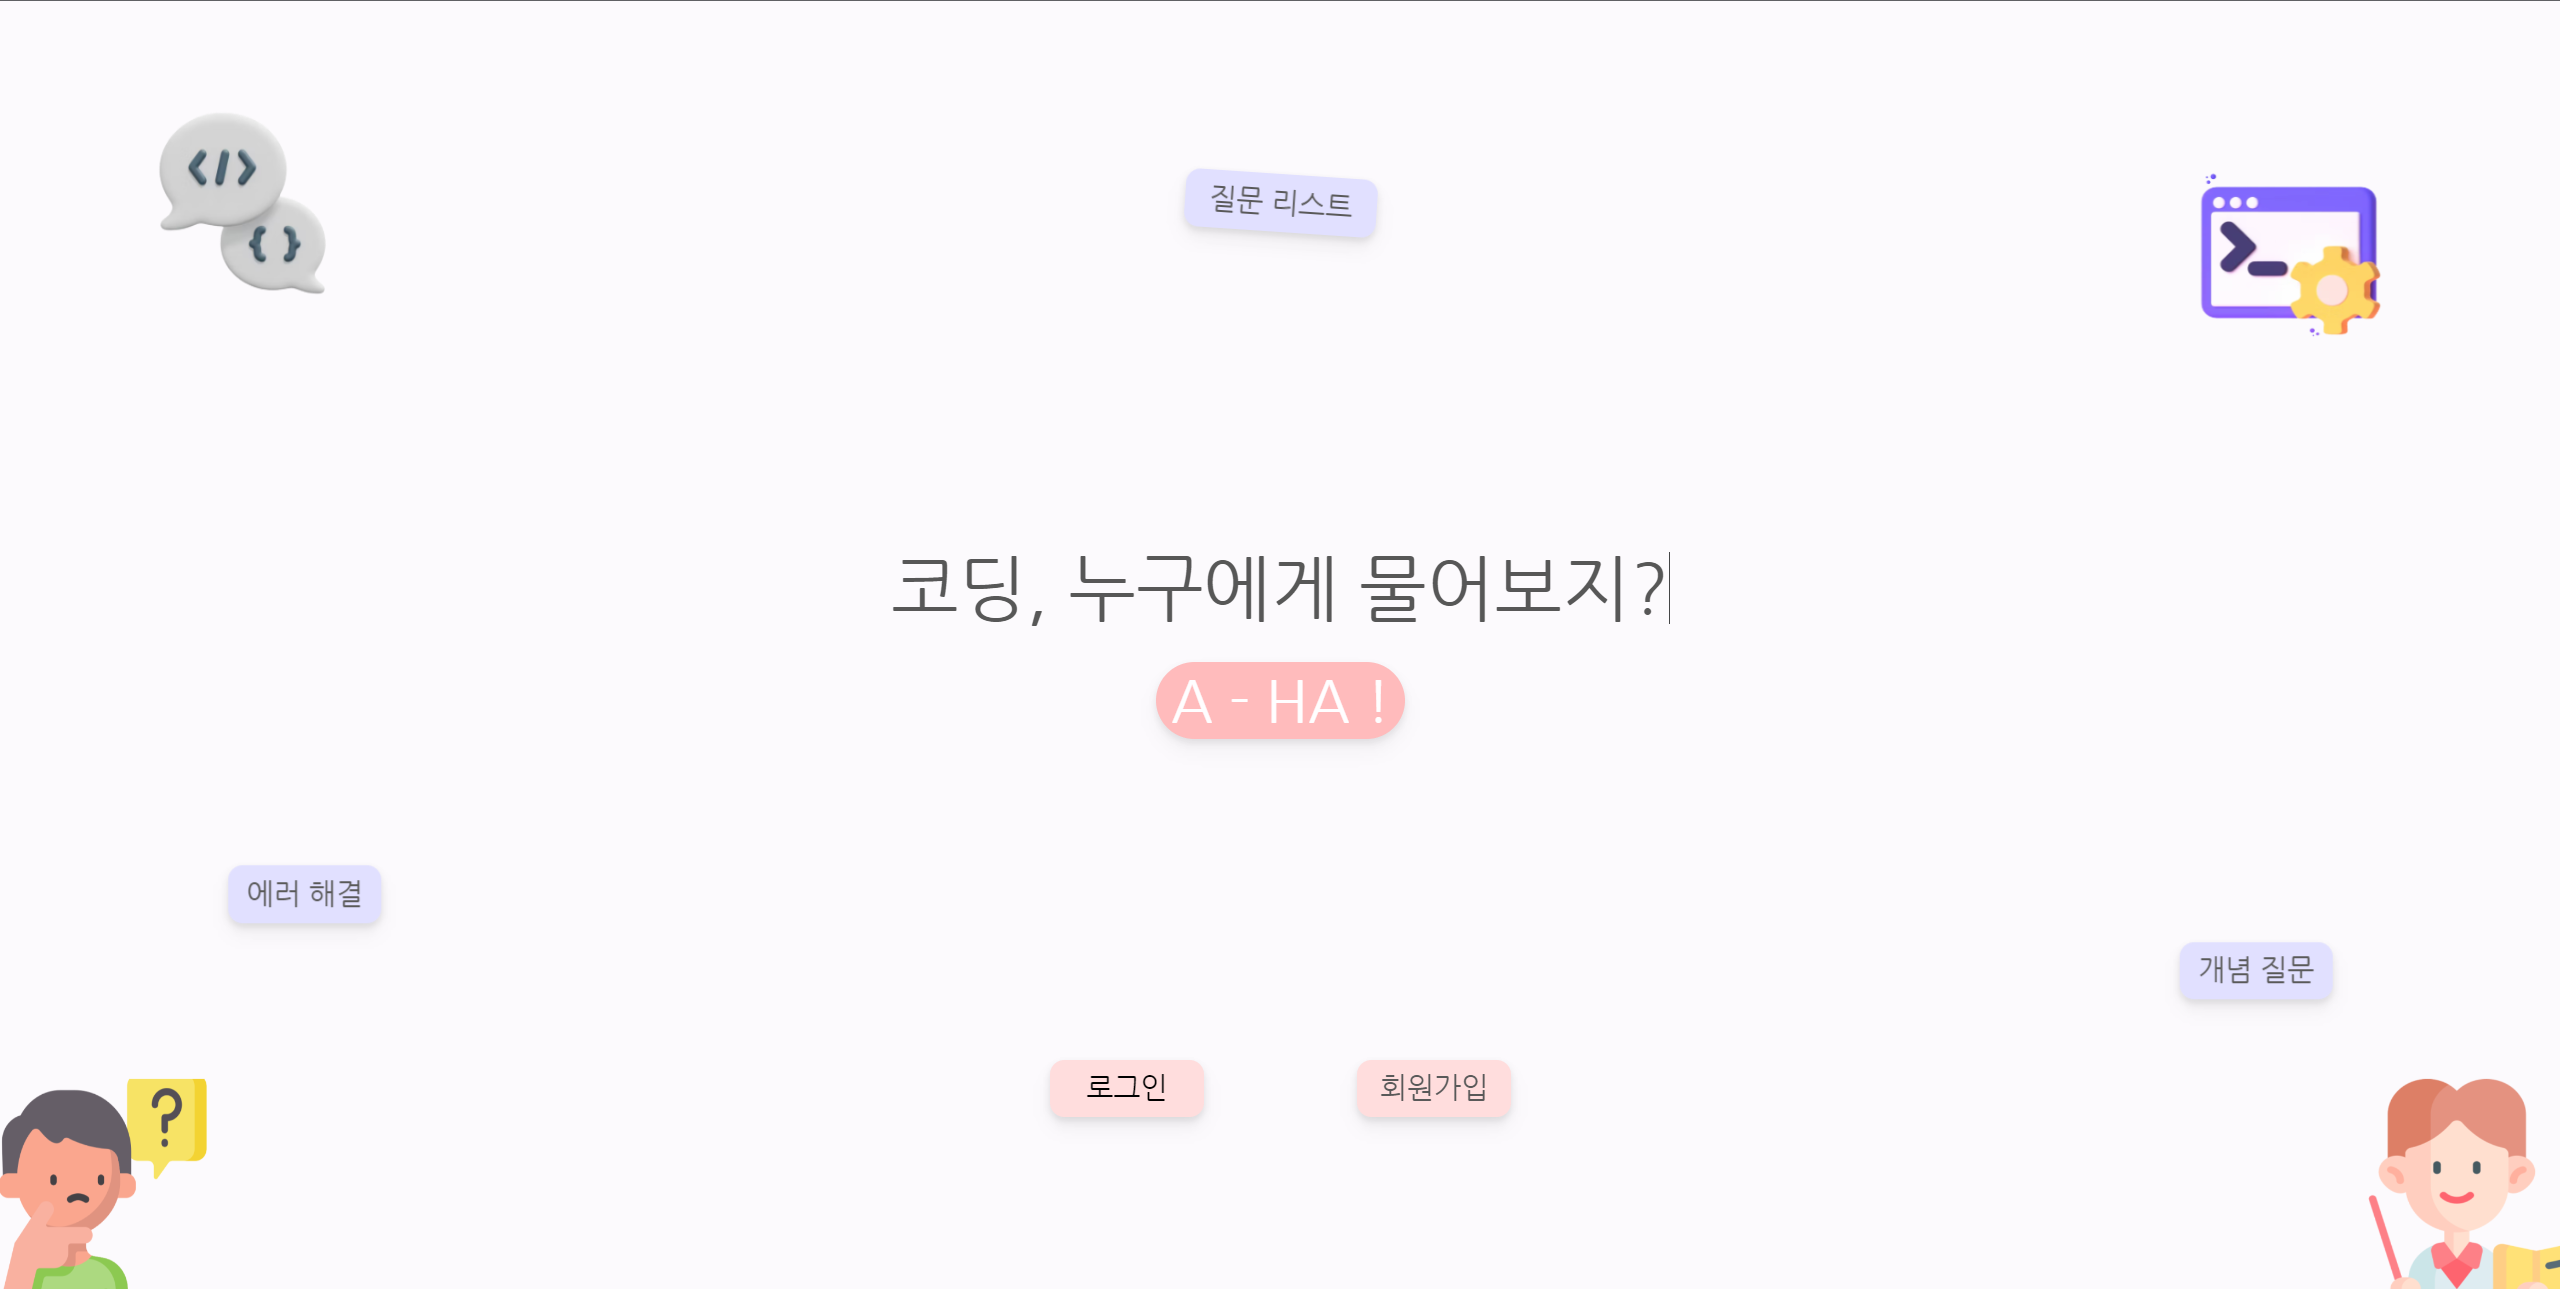 </>
{ }
질문 리스트
>_
코딩, 누구에게 물어보지?
A - HA !
에러 해결
개념 질문
로그인
회원가입
?